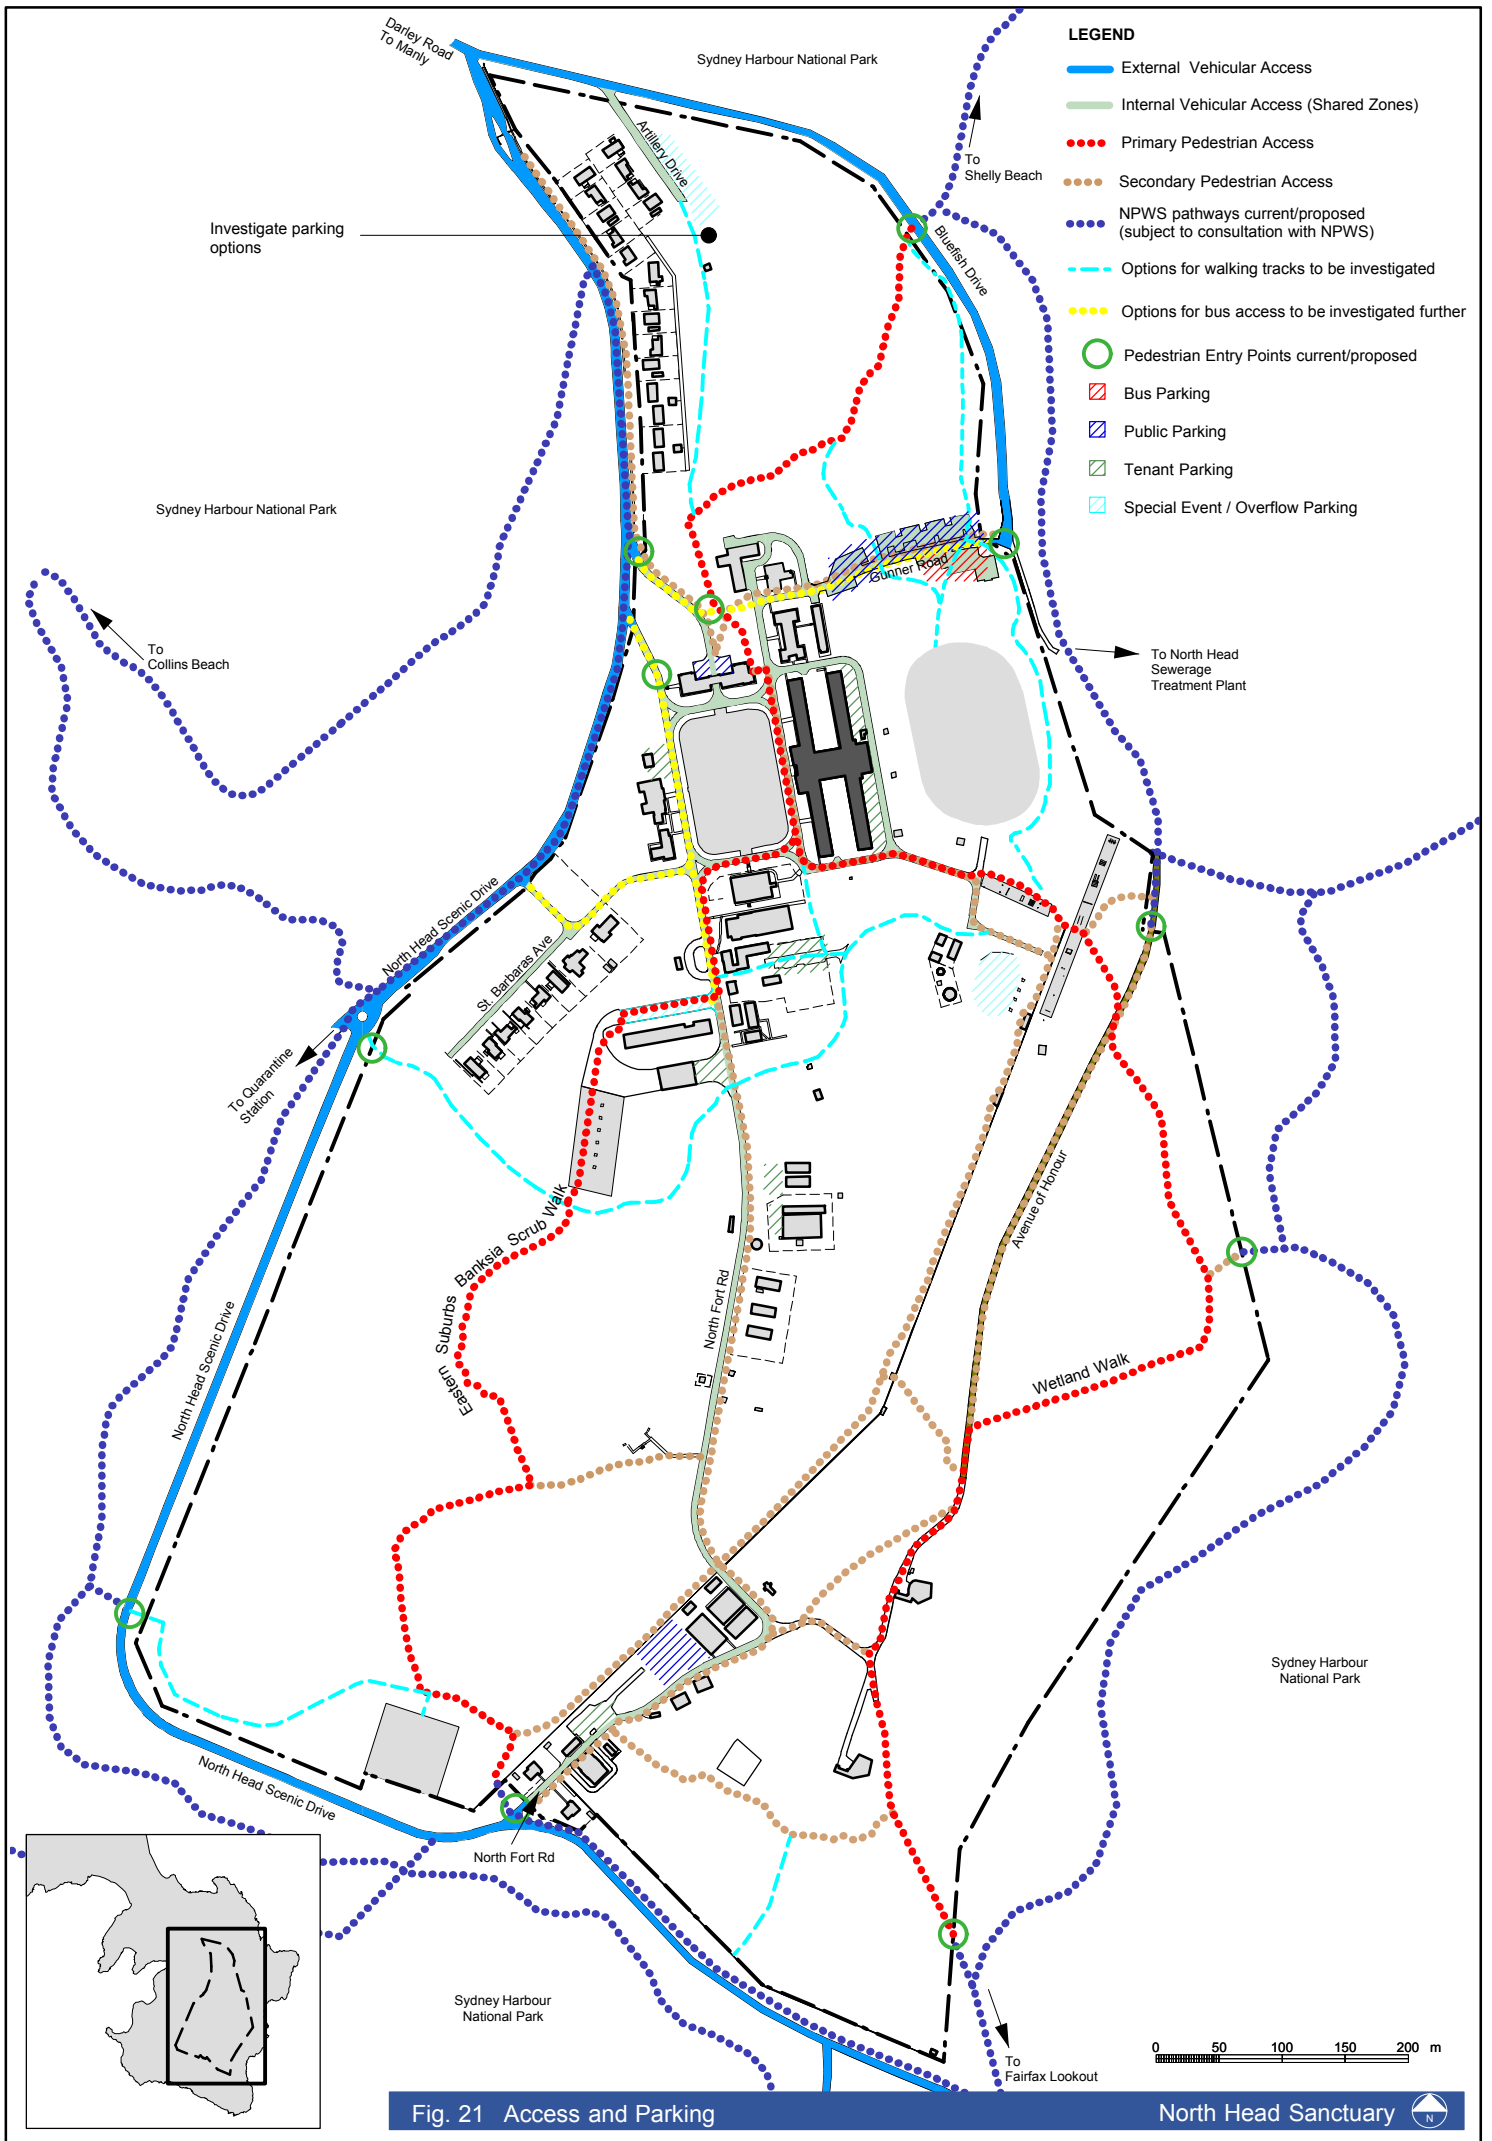 Darley Road
To Manly
Sydney Harbour National Park
LEGEND
External Vehicular Access
Internal Vehicular Access (Shared Zones)
Primary Pedestrian Access
Secondary Pedestrian Access
NPWS pathways current/proposed
(subject to consultation with NPWS)
Options for walking tracks to be investigated
Options for bus access to be investigated further
Pedestrian Entry Points current/proposed
Bus Parking
Public Parking
Tenant Parking
Special Event / Overflow Parking
Artillery Drive
To
Shelly Beach
Investigate parking
options
Bluefish Drive
Sydney Harbour National Park
Gunner Road
To
Collins Beach
To North Head
Sewerage
Treatment Plant
North Head Scenic Drive
St. Barbaras Ave
To Quarantine
Station
Avenue of Honour
Eastern Suburbs Banksia Scrub Walk
North Fort Rd
North Head Scenic Drive
Wetland Walk
Sydney Harbour
National Park
North Head Scenic Drive
North Fort Rd
Sydney Harbour
National Park
To
Fairfax Lookout
0 50 100 150 200 m
Fig. 21 Access and Parking
North Head Sanctuary
N